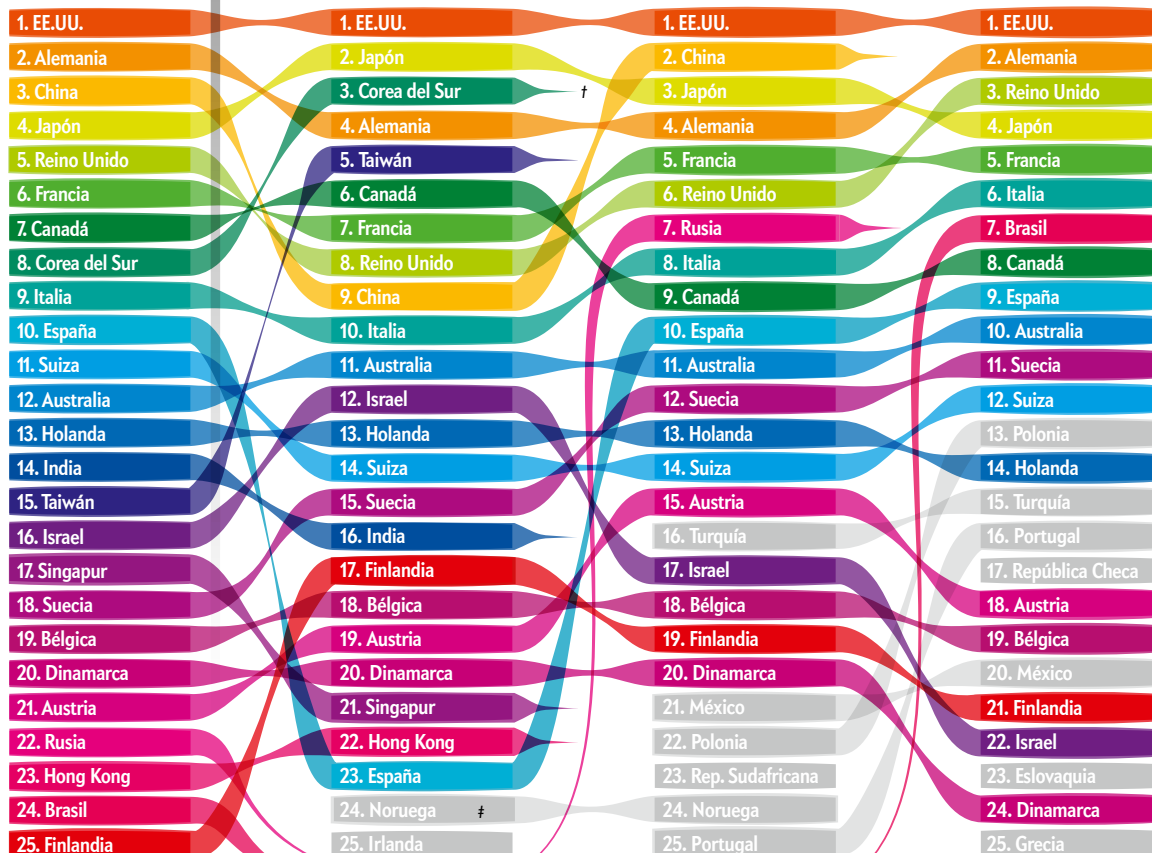 1. EE.UU.
2. Alemania
3. China
4. Japón
5. Reino Unido
6. Francia
7. Canadá
8. Corea del Sur
9. Italia
10. España
11. Suiza
12. Australia
13. Holanda
14. India
15. Taiwán
16. Israel
17. Singapur
18. Suecia
19. Bélgica
20. Dinamarca
21. Austria
22. Rusia
23. Hong Kong
24. Brasil
25. Finlandia
1. EE.UU.
2. Japón
3. Corea del Sur †
4. Alemania
5. Taiwán
6. Canadá
7. Francia
8. Reino Unido
9. China
10. Italia
11. Australia
12. Israel
13. Holanda
14. Suiza
15. Suecia
16. India
17. Finlandia
18. Bélgica
19. Austria
20. Dinamarca
21. Singapur
22. Hong Kong
23. España
24. Noruega ‡
25. Irlanda
1. EE.UU.
2. China
3. Japón
4. Alemania
5. Francia
6. Reino Unido
7. Rusia
8. Italia
9. Canadá
10. España
11. Australia
12. Suecia
13. Holanda
14. Suiza
15. Austria
16. Turquía
17. Israel
18. Bélgica
19. Finlandia
20. Dinamarca
21. México
22. Polonia
23. Rep. Sudafricana
24. Noruega
25. Portugal
1. EE.UU.
2. Alemania
3. Reino Unido
4. Japón
5. Francia
6. Italia
7. Brasil
8. Canadá
9. España
10. Australia
11. Suecia
12. Suiza
13. Polonia
14. Holanda
15. Turquía
16. Portugal
17. República Checa
18. Austria
19. Bélgica
20. México
21. Finlandia
22. Israel
23. Eslovaquia
24. Dinamarca
25. Grecia